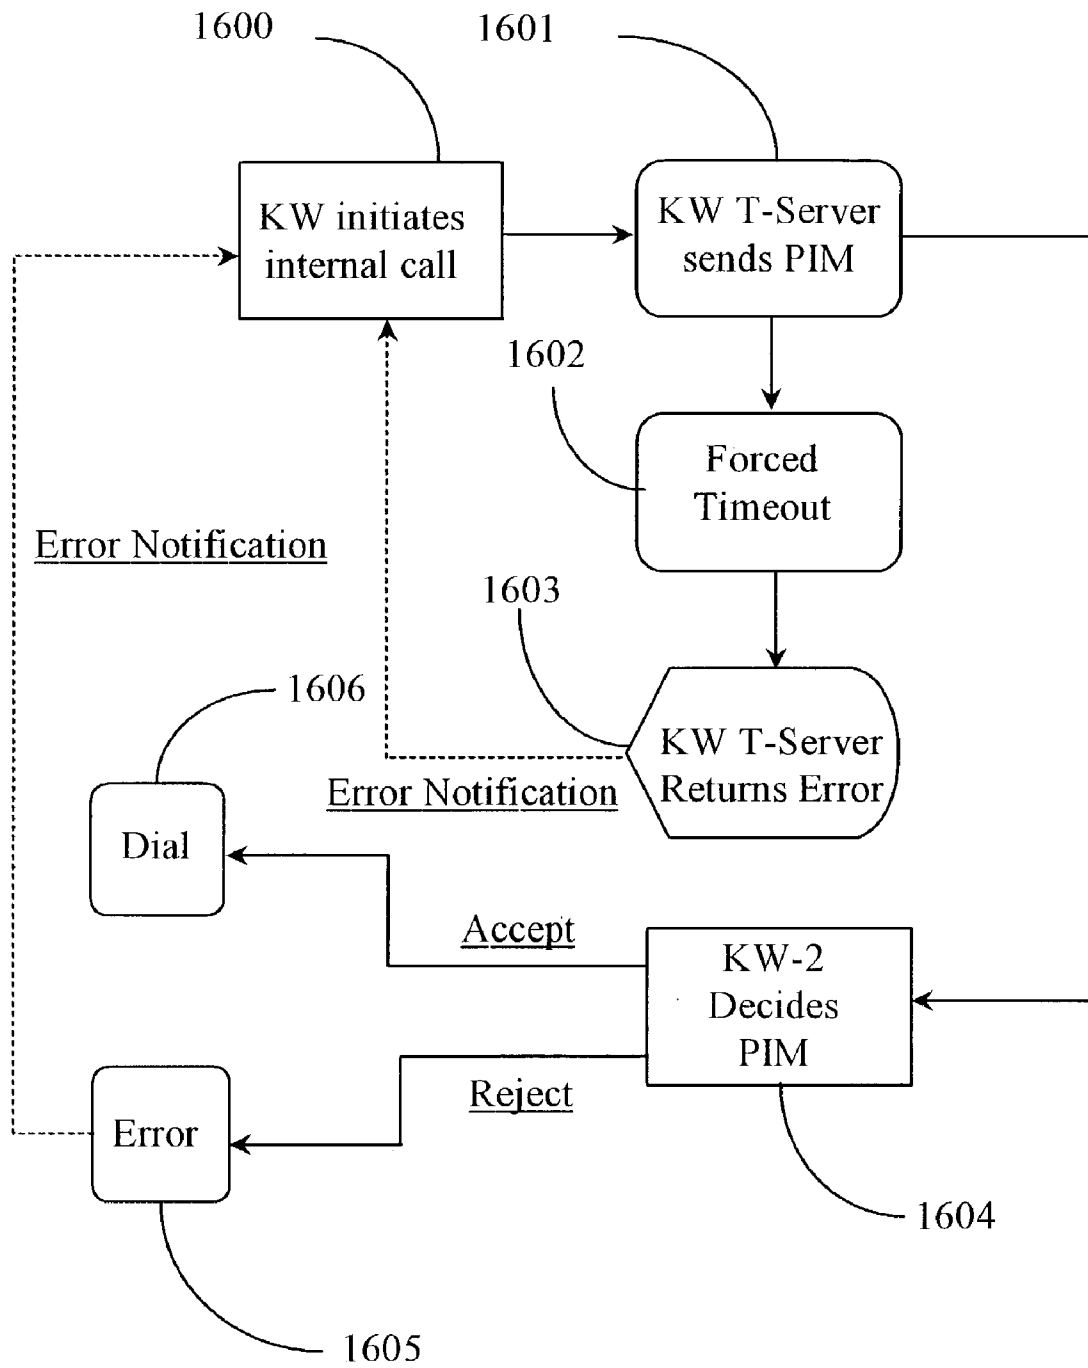 1600
1601
KW initiates
internal call
KW T-Server
sends PIM
1602
Forced
Timeout
Error Notification
1603
1606
KW T-Server
Returns Error
Error Notification
Dial
Accept
KW-2
Decides
PIM
Reject
Error
1604
1605